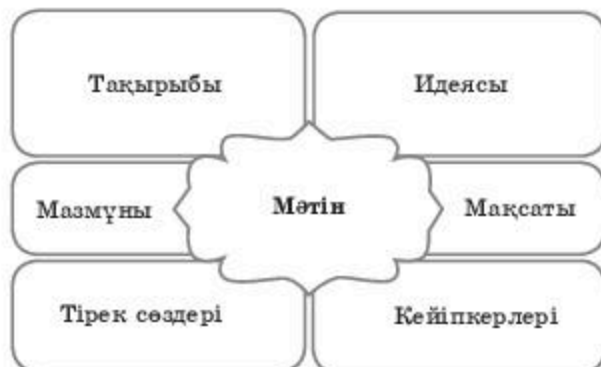 Тақырыбы
Идеясы
Мазмұны
Мәтін
Мақсаты
Тірек сөздері
Кейіпкерлері